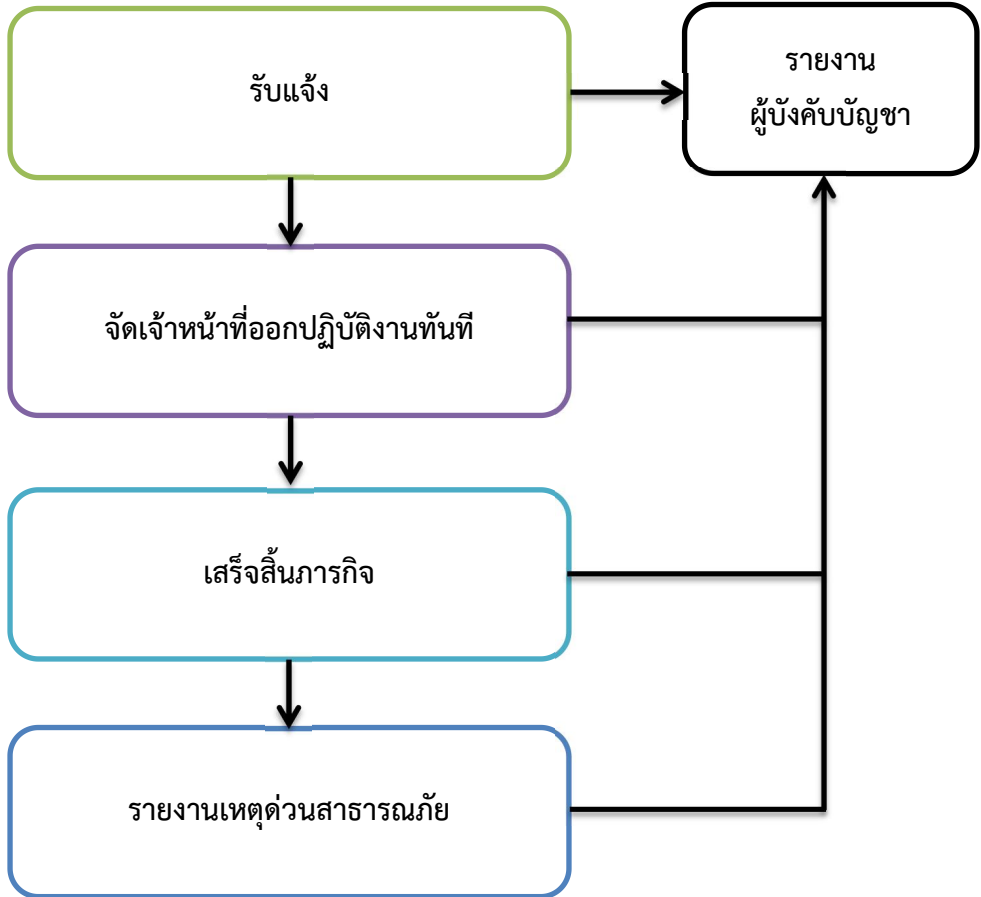 รับแจ้ง
รายงาน
ผู้บังคับบัญชา
จัดเจ้าหน้าที่ออกปฏิบัติงานทันที
เสร็จสิ้นภารกิจ
รายงานเหตุด่วนสาธารณภัย